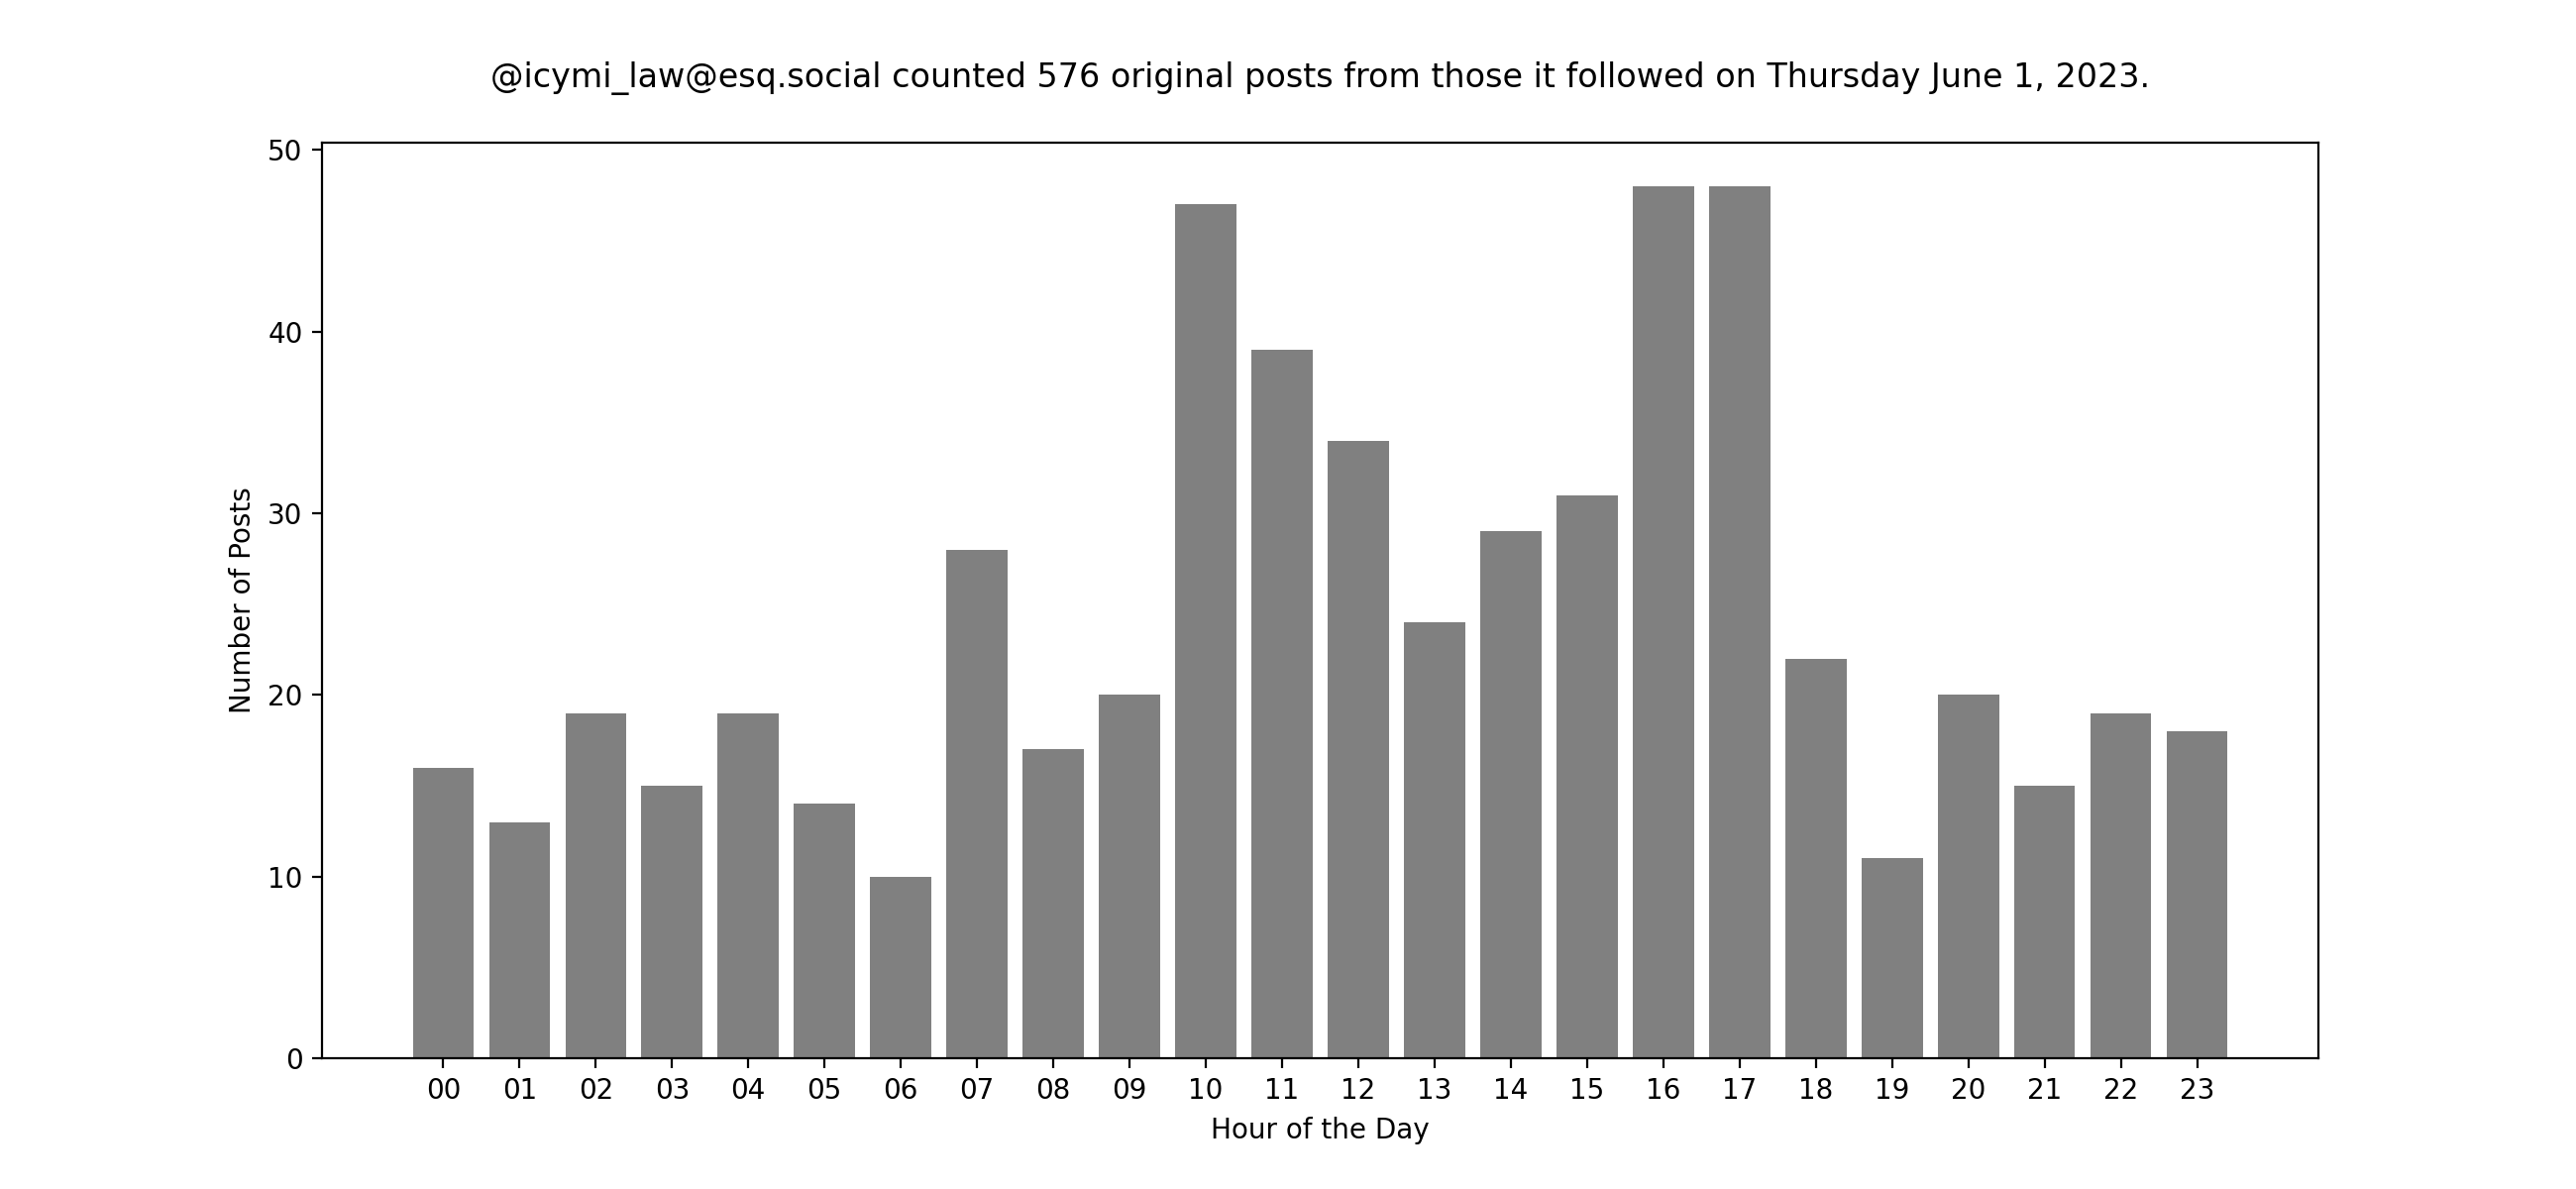 @icymi_law@esq.social counted 576 original posts from those it followed on Thursday June 1, 2023.
50
40
30
20
10
0
Number of Posts
00 01 02 03 04 05 06 07 08 09 10 11 12 13 14 15 16 17 18 19 20 21 22 23
Hour of the Day